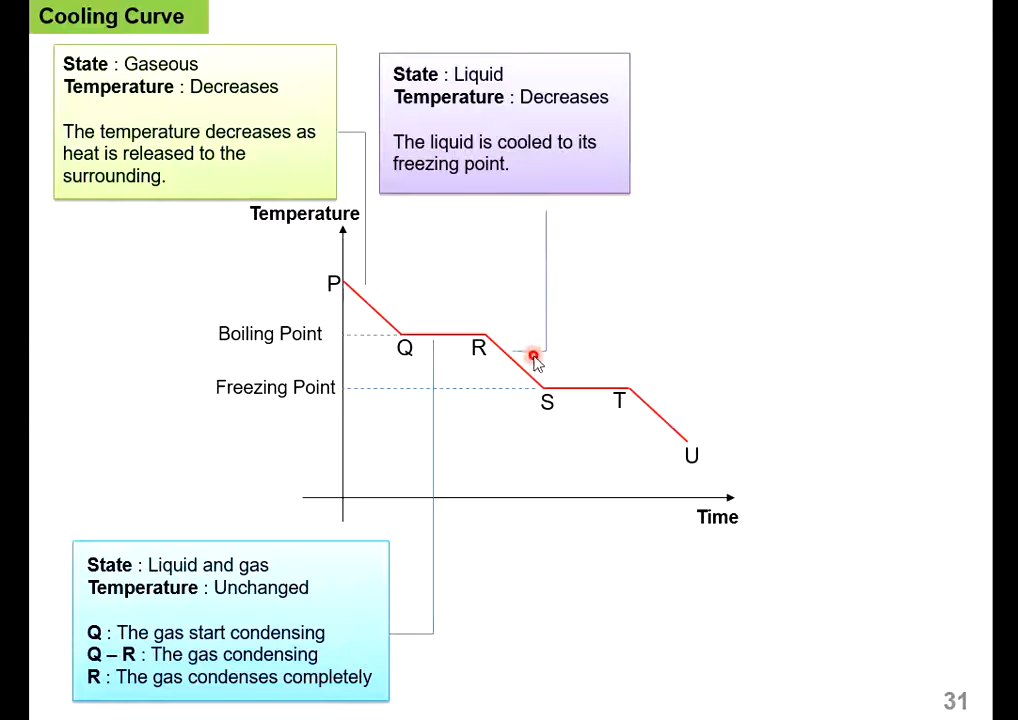 Cooling Curve
State : Gaseous
Temperature : Decreases
The temperature decreases as
heat is released to the
surrounding.
State : Liquid
Temperature : Decreases
The liquid is cooled to its
freezing point.
Temperature
P
Boiling Point
Q
R
Freezing Point
S
T
U
Time
State : Liquid and gas
Temperature : Unchanged
Q : The gas start condensing
Q – R : The gas condensing
R : The gas condenses completely
31